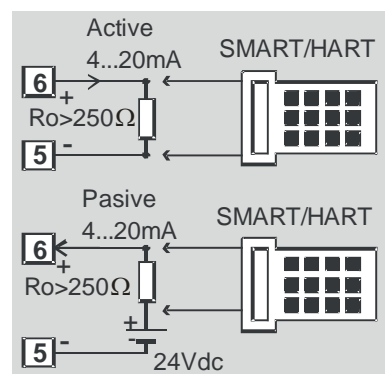 Active
4...20mA
SMART/HART
6
+
Ro>250Ω
5 -
Pasive
4...20mA
SMART/HART
6
+
Ro>250Ω
+
-
5 -
24Vdc